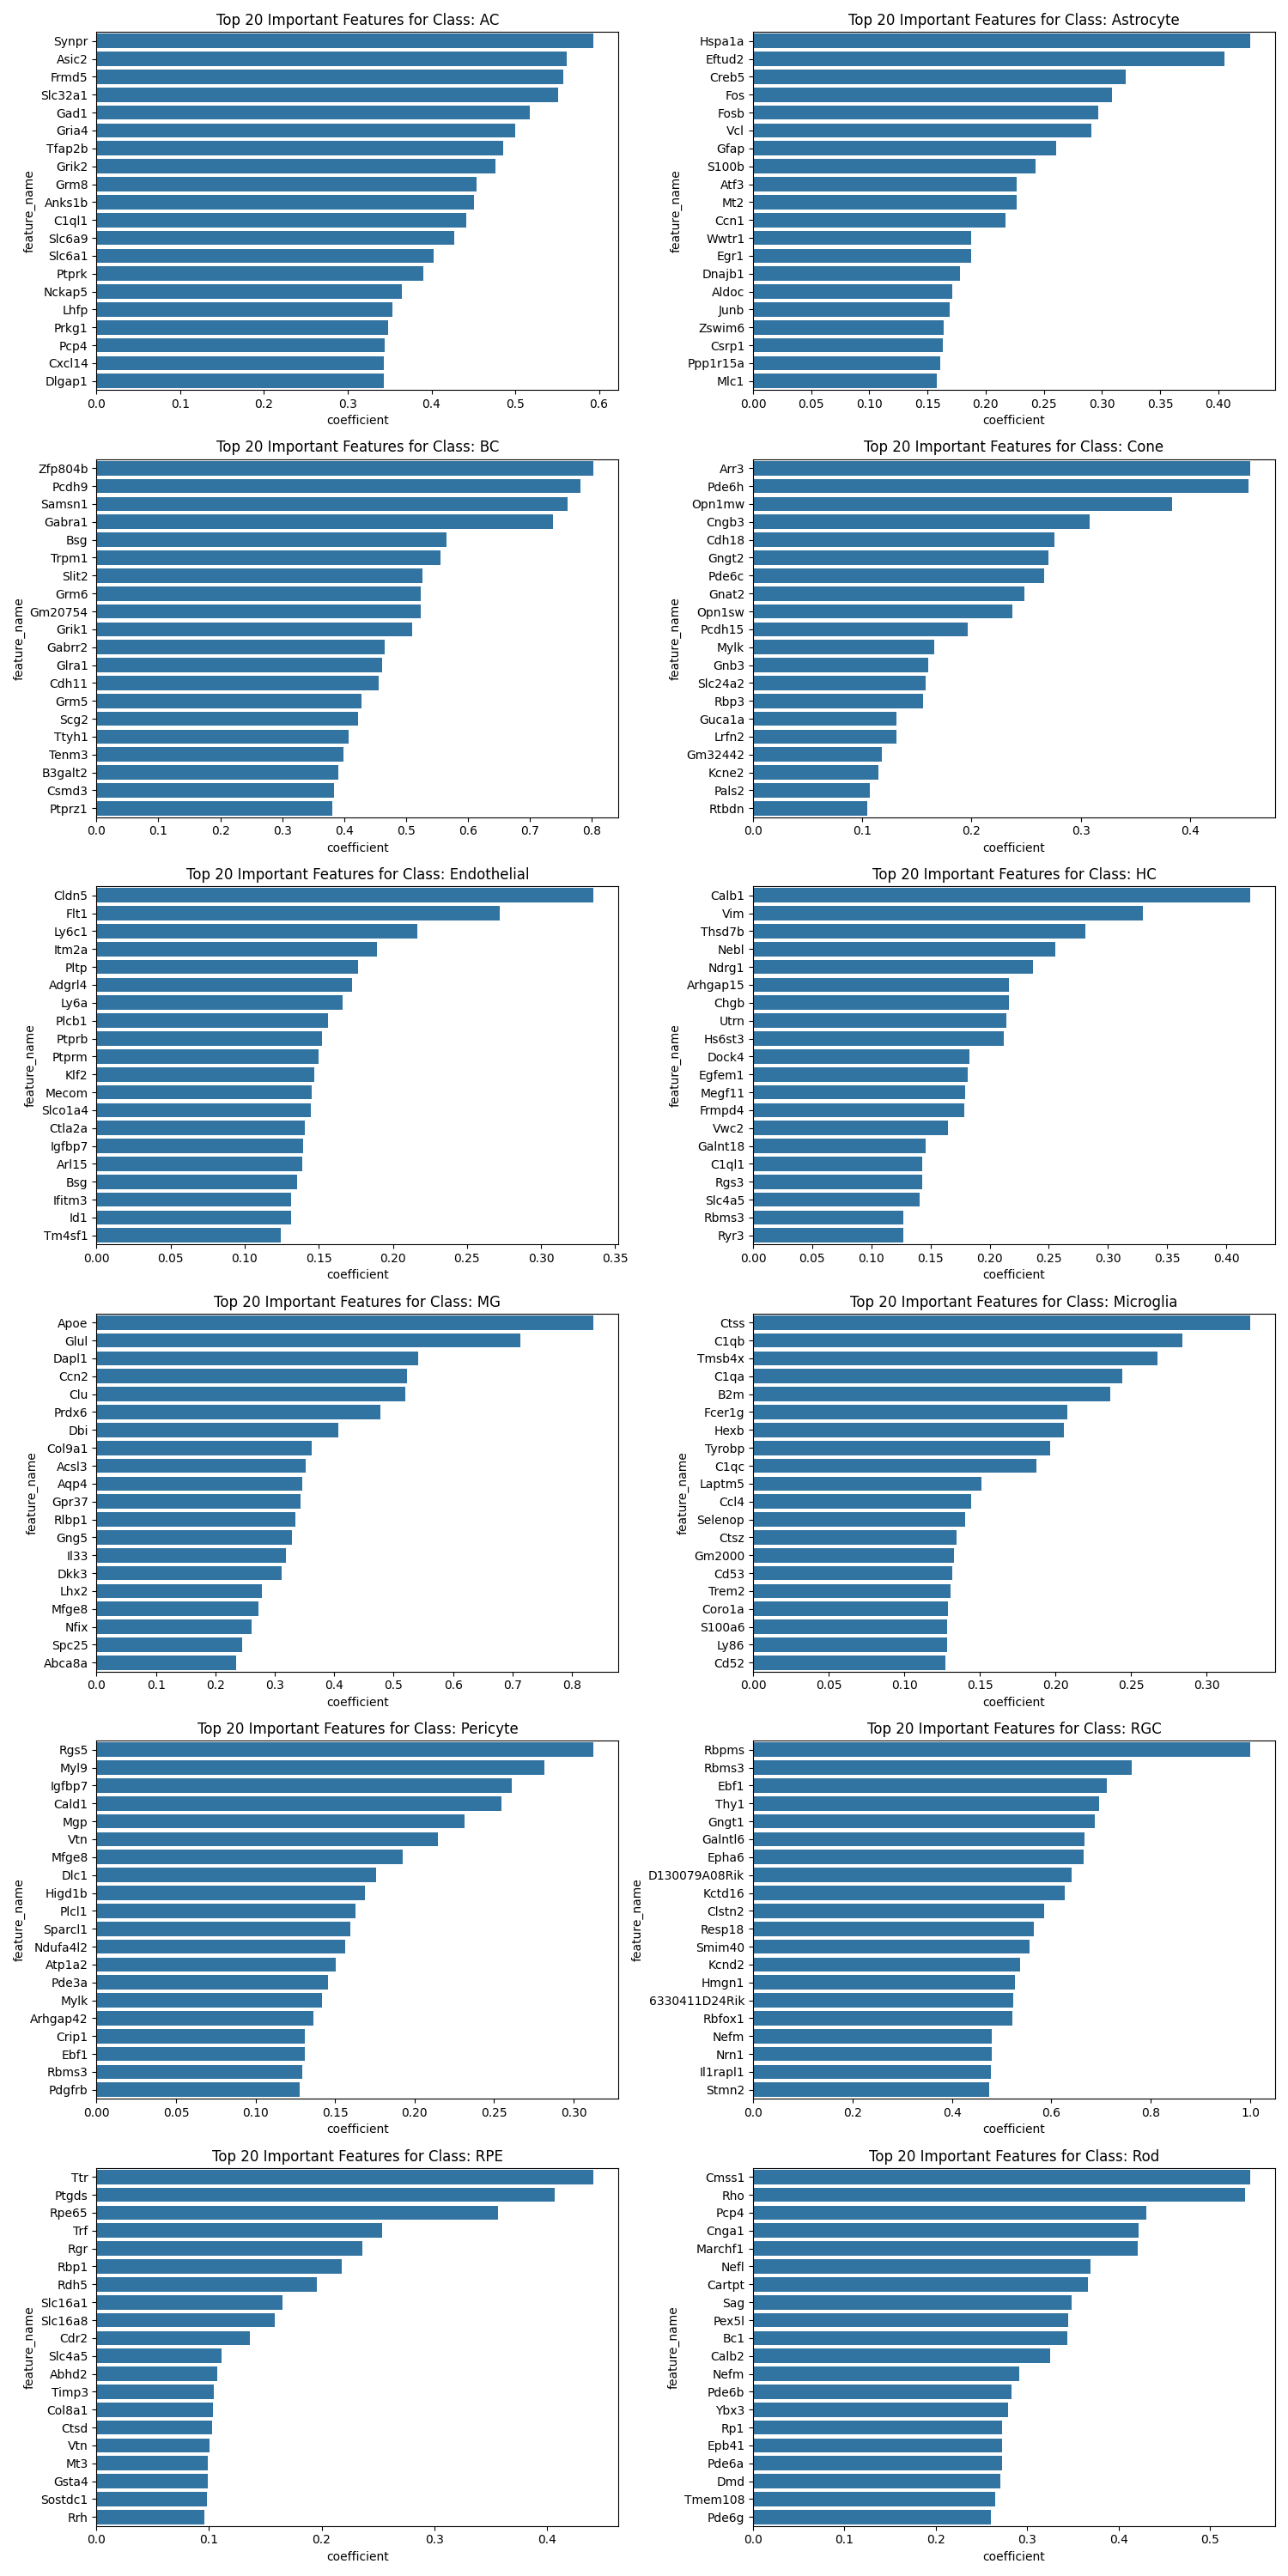 Top 20 Important Features for Class: AC
Synpr
Asic2
Frmd5
Slc32a1
Gad1
Gria4
Tfap2b
Grik2
Grm8
Anks1b
C1ql1
Slc6a9
Slc6a1
Ptprk
Nckap5
Lhfp
Prkg1
Pcp4
Cxcl14
Dlgap1
feature_name
0.0 0.1 0.2 0.3 0.4 0.5 0.6
coefficient
Top 20 Important Features for Class: Astrocyte
Hspa1a
Eftud2
Creb5
Fos
Fosb
Vcl
Gfap
S100b
Atf3
Mt2
Ccn1
Wwtr1
Egr1
Dnajb1
Aldoc
Junb
Zswim6
Csrp1
Ppp1r15a
Mlc1
feature_name
0.00 0.05 0.10 0.15 0.20 0.25 0.30 0.35 0.40
coefficient
Top 20 Important Features for Class: BC
Zfp804b
Pcdh9
Samsn1
Gabra1
Bsg
Trpm1
Slit2
Grm6
Gm20754
Grik1
Gabrr2
Glra1
Cdh11
Grm5
Scg2
Ttyh1
Tenm3
B3galt2
Csmd3
Ptprz1
feature_name
0.0 0.1 0.2 0.3 0.4 0.5 0.6 0.7 0.8
coefficient
Top 20 Important Features for Class: Cone
Arr3
Pde6h
Opn1mw
Cngb3
Cdh18
Gngt2
Pde6c
Gnat2
Opn1sw
Pcdh15
Mylk
Gnb3
Slc24a2
Rbp3
Guca1a
Lrfn2
Gm32442
Kcne2
Pals2
Rtbdn
feature_name
0.0 0.1 0.2 0.3 0.4
coefficient
Top 20 Important Features for Class: Endothelial
Cldn5
Flt1
Ly6c1
Itm2a
Pltp
Adgrl4
Ly6a
Plcb1
Ptprb
Ptprm
Klf2
Mecom
Slco1a4
Ctla2a
Igfbp7
Arl15
Bsg
Ifitm3
Id1
Tm4sf1
feature_name
0.00 0.05 0.10 0.15 0.20 0.25 0.30 0.35
coefficient
Top 20 Important Features for Class: HC
Calb1
Vim
Thsd7b
Nebl
Ndrg1
Arhgap15
Chgb
Utrn
Hs6st3
Dock4
Egfem1
Megf11
Frmpd4
Vwc2
Galnt18
C1ql1
Rgs3
Slc4a5
Rbms3
Ryr3
feature_name
0.00 0.05 0.10 0.15 0.20 0.25 0.30 0.35 0.40
coefficient
Top 20 Important Features for Class: MG
Apoe
Glul
Dapl1
Ccn2
Clu
Prdx6
Dbi
Col9a1
Acsl3
Aqp4
Gpr37
Rlbp1
Gng5
Il33
Dkk3
Lhx2
Mfge8
Nfix
Spc25
Abca8a
feature_name
0.0 0.1 0.2 0.3 0.4 0.5 0.6 0.7 0.8
coefficient
Top 20 Important Features for Class: Microglia
Ctss
C1qb
Tmsb4x
C1qa
B2m
Fcer1g
Hexb
Tyrobp
C1qc
Laptm5
Ccl4
Selenop
Ctsz
Gm2000
Cd53
Trem2
Coro1a
S100a6
Ly86
Cd52
feature_name
0.00 0.05 0.10 0.15 0.20 0.25 0.30
coefficient
Top 20 Important Features for Class: Pericyte
Rgs5
Myl9
Igfbp7
Cald1
Mgp
Vtn
Mfge8
Dlc1
Higd1b
Plcl1
Sparcl1
Ndufa4l2
Atp1a2
Pde3a
Mylk
Arhgap42
Crip1
Ebf1
Rbms3
Pdgfrb
feature_name
0.00 0.05 0.10 0.15 0.20 0.25 0.30
coefficient
Top 20 Important Features for Class: RGC
Rbpms
Rbms3
Ebf1
Thy1
Gngt1
Galntl6
Epha6
D130079A08Rik
Kctd16
Clstn2
Resp18
Smim40
Kcnd2
Hmgn1
6330411D24Rik
Rbfox1
Nefm
Nrn1
Il1rapl1
Stmn2
feature_name
0.0 0.2 0.4 0.6 0.8 1.0
coefficient
Top 20 Important Features for Class: RPE
Ttr
Ptgds
Rpe65
Trf
Rgr
Rbp1
Rdh5
Slc16a1
Slc16a8
Cdr2
Slc4a5
Abhd2
Timp3
Col8a1
Ctsd
Vtn
Mt3
Gsta4
Sostdc1
Rrh
feature_name
0.0 0.1 0.2 0.3 0.4
coefficient
Top 20 Important Features for Class: Rod
Cmss1
Rho
Pcp4
Cnga1
Marchf1
Nefl
Cartpt
Sag
Pex5l
Bc1
Calb2
Nefm
Pde6b
Ybx3
Rp1
Epb41
Pde6a
Dmd
Tmem108
Pde6g
feature_name
0.0 0.1 0.2 0.3 0.4 0.5
coefficient